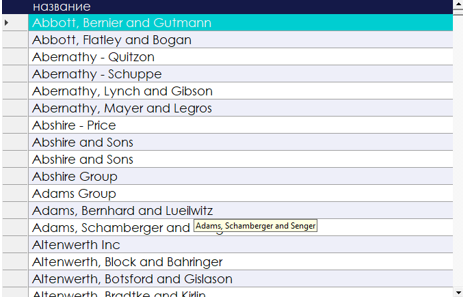 название
Abbott, Bernier and Gutmann
Abbott, Flatley and Bogan
Abernathy - Quitzon
Abernathy - Schuppe
Abernathy, Lynch and Gibson
Abernathy, Mayer and Legros
Abshire - Price
Abshire and Sons
Abshire and Sons
Abshire Group
Adams Group
Adams, Bernhard and Lueilwitz
Adams, Schamberger and
Adams, Schamberger and Senger
Altenwerth Inc
Altenwerth, Block and Bahringer
Altenwerth, Botsford and Gislason
Altenwerth, Bradtke and Kirlin